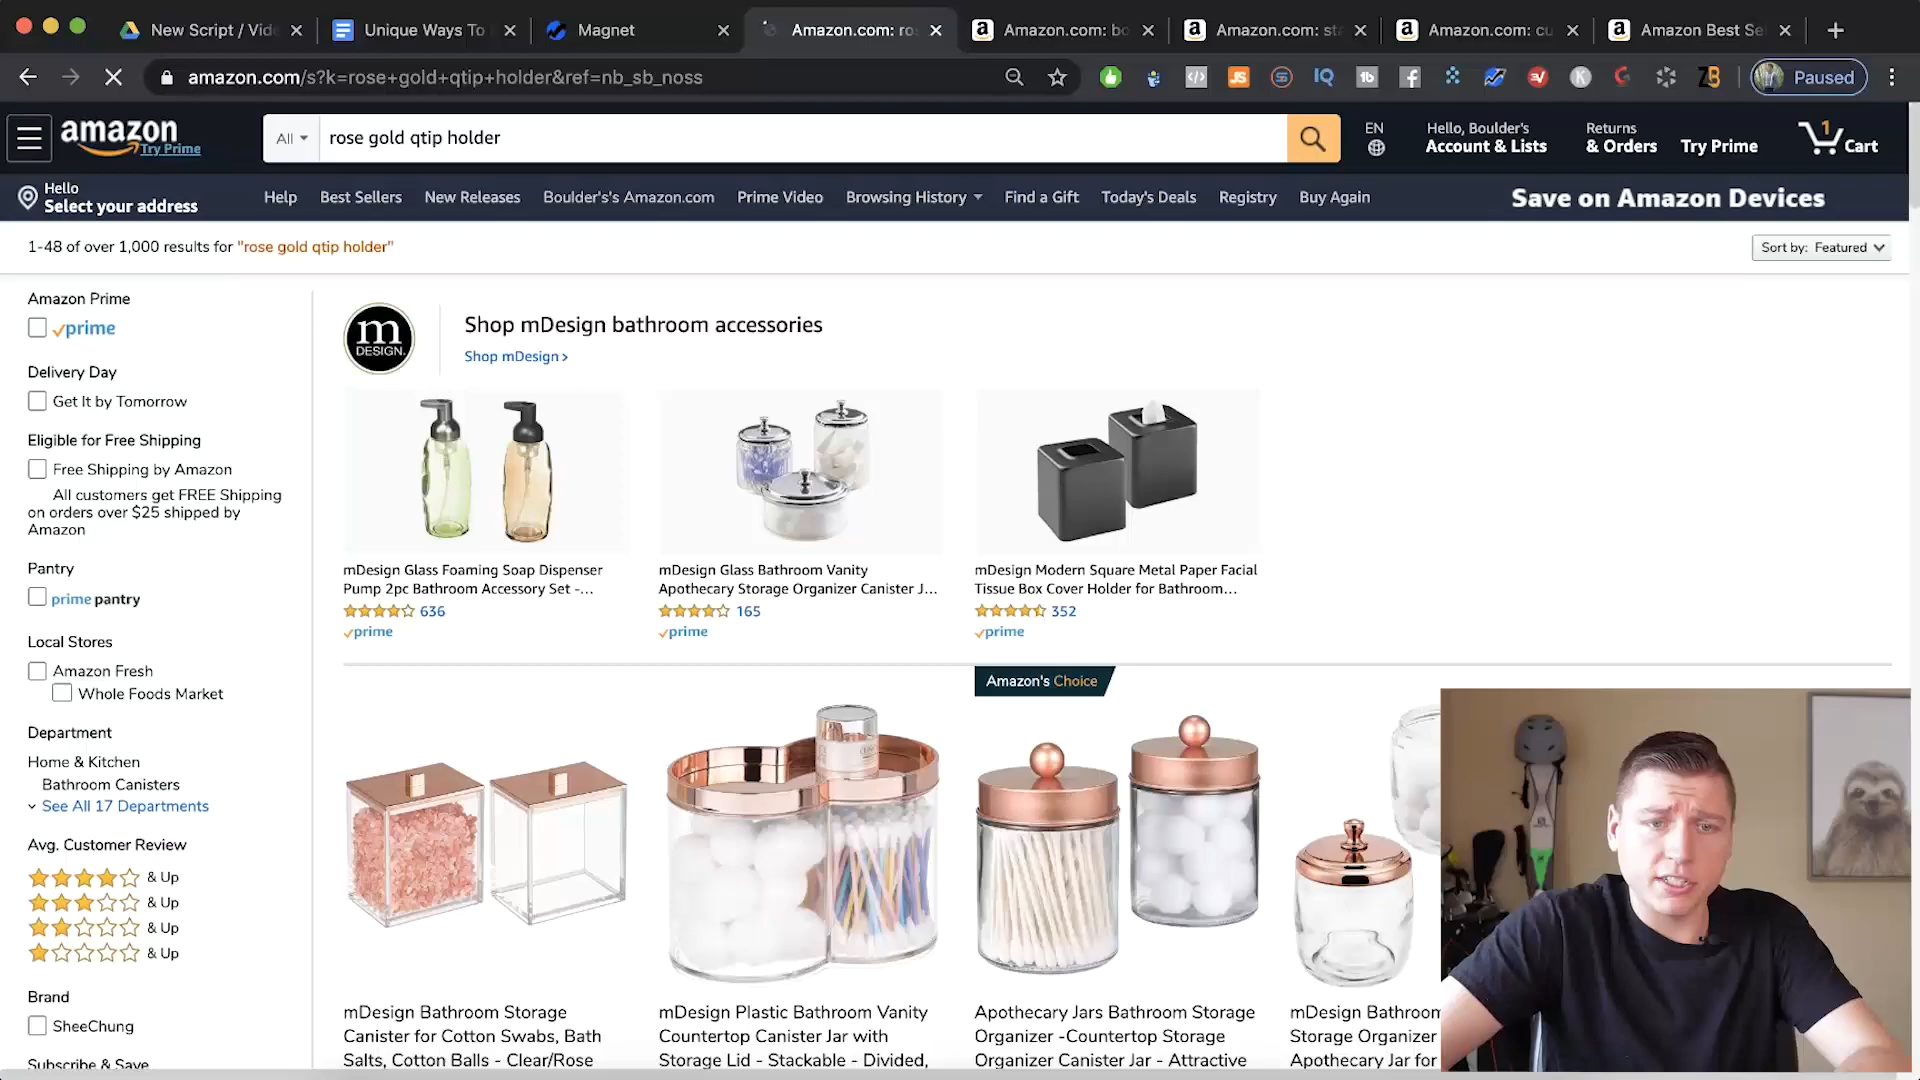 New Script / Vid
Unique Ways To
Magnet
Amazon.com: ro
Amazon.com: bo
Amazon.com: sta
Amazon.com: cu
Amazon Best Se
amazon.com/s?k=rose+gold+qtip+holder&ref=nb_sb_noss
JS
IQ
1b
K
ZB
Paused
amazon
Try Prime
All
rose gold qtip holder
EN
Hello, Boulder's
Account & Lists
Returns
& Orders
Try Prime
1
Cart
Hello
Select your address
Help
Best Sellers
New Releases
Boulder's's Amazon.com
Prime Video
Browsing History
Find a Gift
Today's Deals
Registry
Buy Again
Save on Amazon Devices
1-48 of over 1,000 results for "rose gold qtip holder"
Sort by: Featured
Amazon Prime
prime
Delivery Day
Get It by Tomorrow
Eligible for Free Shipping
Free Shipping by Amazon
All customers get FREE Shipping
on orders over $25 shipped by
Amazon
Pantry
prime pantry
Local Stores
Amazon Fresh
Whole Foods Market
Department
Home & Kitchen
Bathroom Canisters
See All 17 Departments
Avg. Customer Review
& Up
& Up
& Up
& Up
Brand
SheeChung
Subscribe & Save
m
DESIGN.
Shop mDesign bathroom accessories
Shop mDesign ›
mDesign Glass Foaming Soap Dispenser
Pump 2pc Bathroom Accessory Set -...
636
prime
mDesign Glass Bathroom Vanity
Apothecary Storage Organizer Canister J...
165
prime
mDesign Modern Square Metal Paper Facial
Tissue Box Cover Holder for Bathroom...
352
prime
Amazon's Choice
mDesign Bathroom Storage
Canister for Cotton Swabs, Bath
Salts, Cotton Balls - Clear/Rose
mDesign Plastic Bathroom Vanity
Countertop Canister Jar with
Storage Lid - Stackable - Divided,
Apothecary Jars Bathroom Storage
Organizer -Countertop Storage
Organizer Canister Jar - Attractive
mDesign Bathroom
Storage Organizer
Apothecary Jar for